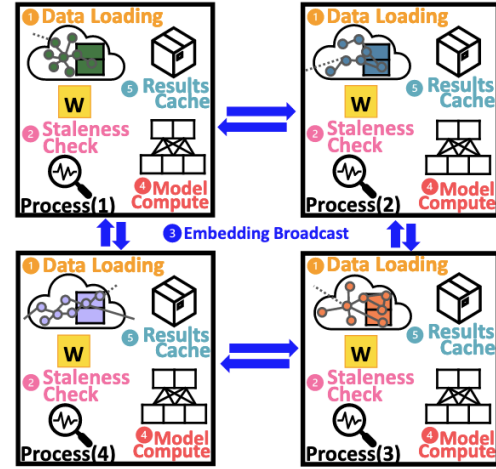 1 Data Loading
5 Results
Cache
W
2 Staleness
Check
4 Model
Compute
Process(1)
1 Data Loading
5 Results
Cache
W
2 Staleness
Check
4 Model
Compute
Process(2)
3 Embedding Broadcast
1 Data Loading
5 Results
Cache
W
2 Staleness
Check
4 Model
Compute
Process(4)
1 Data Loading
5 Results
Cache
W
2 Staleness
Check
4 Model
Compute
Process(3)